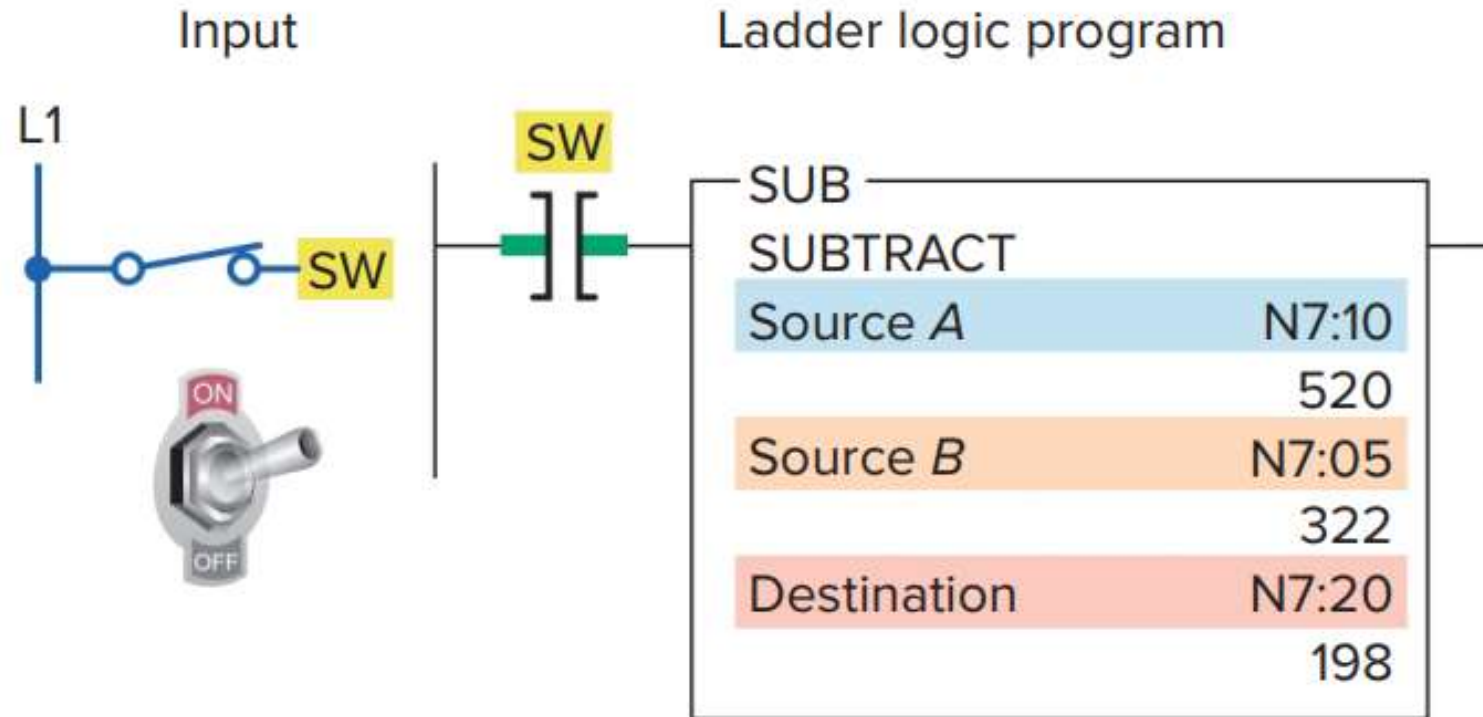 Input
Ladder logic program
L1
SW
SW
ON
OFF
SUB
SUBTRACT
Source A N7:10
520
Source B N7:05
322
Destination N7:20
198